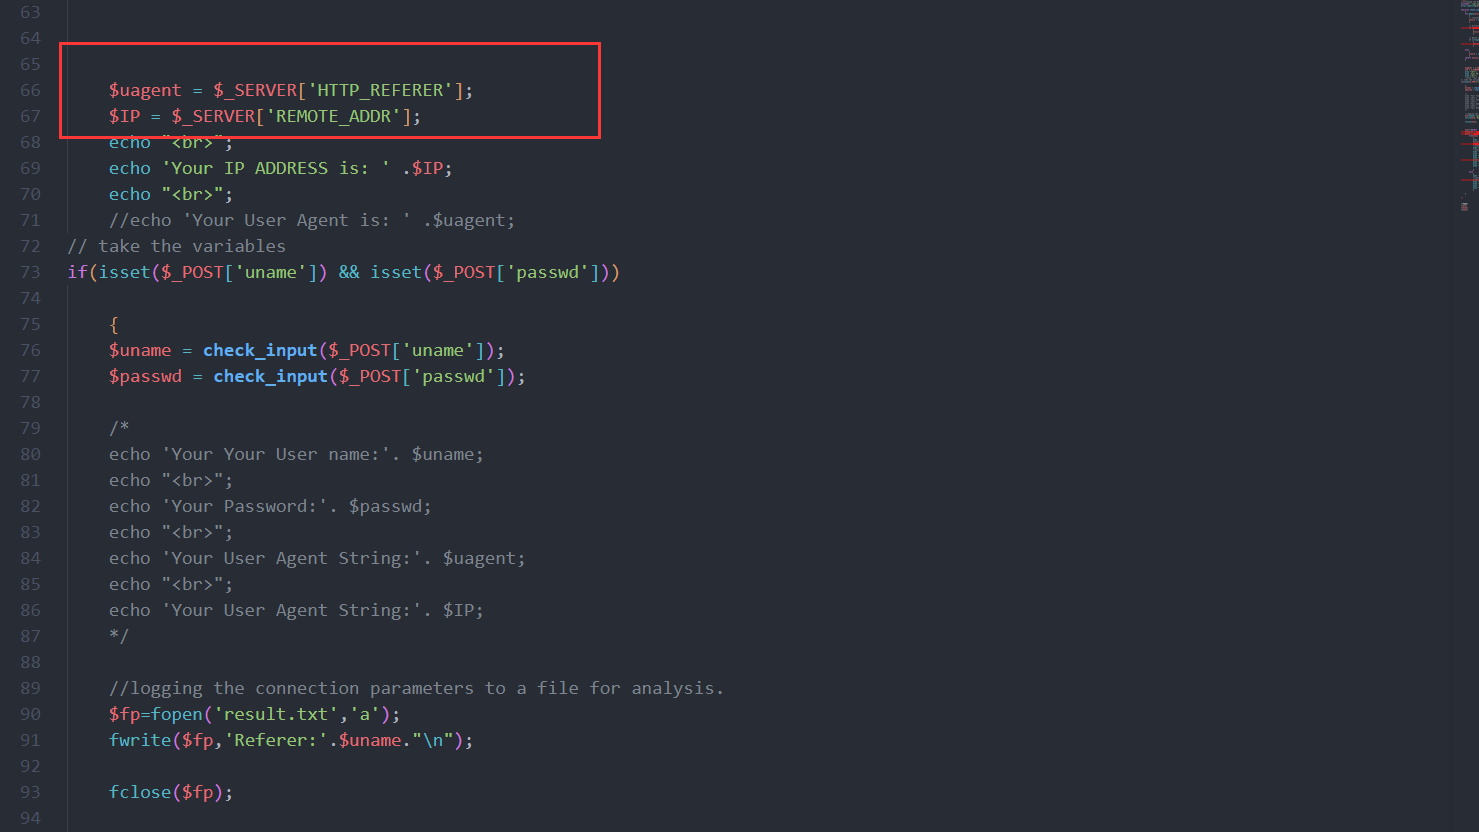 63
64
65
66 $uagent = $_SERVER['HTTP_REFERER'];
67 $IP = $_SERVER['REMOTE_ADDR'];
68 echo "<br>";
69 echo 'Your IP ADDRESS is: ' .$IP;
70 echo "<br>";
71 //echo 'Your User Agent is: ' .$uagent;
72 // take the variables
73 if(isset($_POST['uname']) && isset($_POST['passwd']))
74
75 {
76 $uname = check_input($_POST['uname']);
77 $passwd = check_input($_POST['passwd']);
78
79 /*
80 echo 'Your Your User name:'. $uname;
81 echo "<br>";
82 echo 'Your Password:'. $passwd;
83 echo "<br>";
84 echo 'Your User Agent String:'. $uagent;
85 echo "<br>";
86 echo 'Your User Agent String:'. $IP;
87 */
88
89 //logging the connection parameters to a file for analysis.
90 $fp=fopen('result.txt','a');
91 fwrite($fp,'Referer:'.$uname."\n");
92
93 fclose($fp);
94